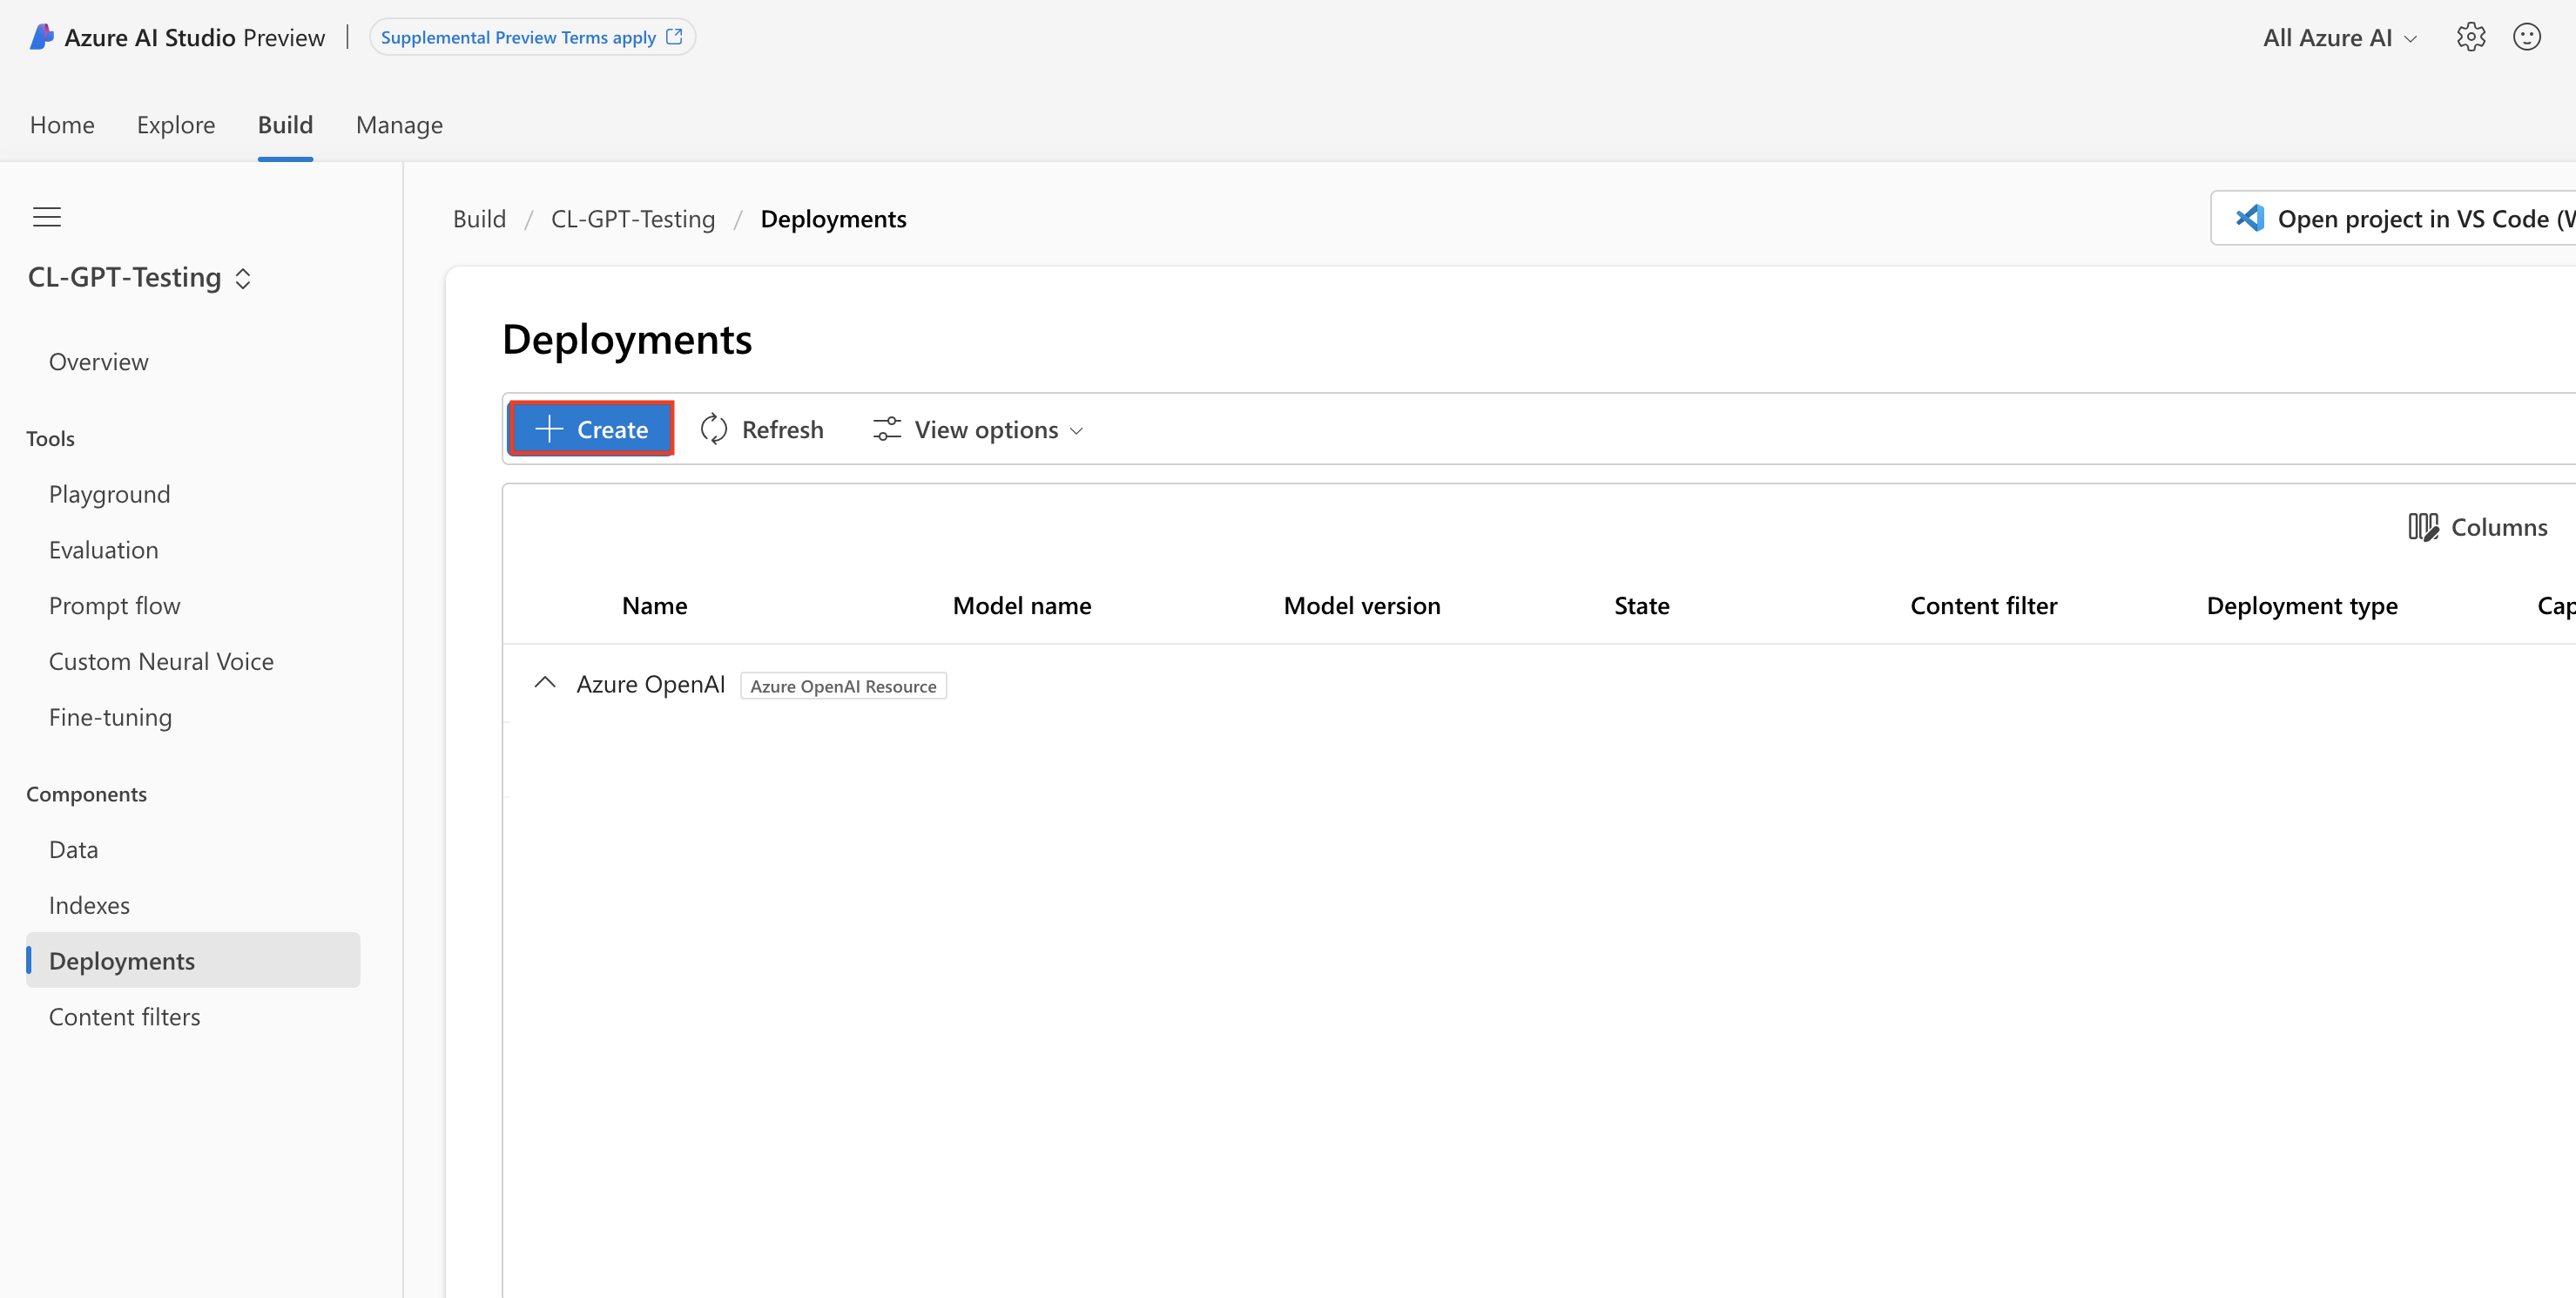 Azure AI Studio Preview | Supplemental Preview Terms apply
All Azure AI
Home Explore Build Manage
Build / CL-GPT-Testing / Deployments
Open project in VS Code (
CL-GPT-Testing
Overview
Tools
Playground
Evaluation
Prompt flow
Custom Neural Voice
Fine-tuning
Components
Data
Indexes
Deployments
Content filters
Deployments
Create Refresh View options
Columns
Name Model name Model version State Content filter Deployment type
Azure OpenAI Azure OpenAI Resource